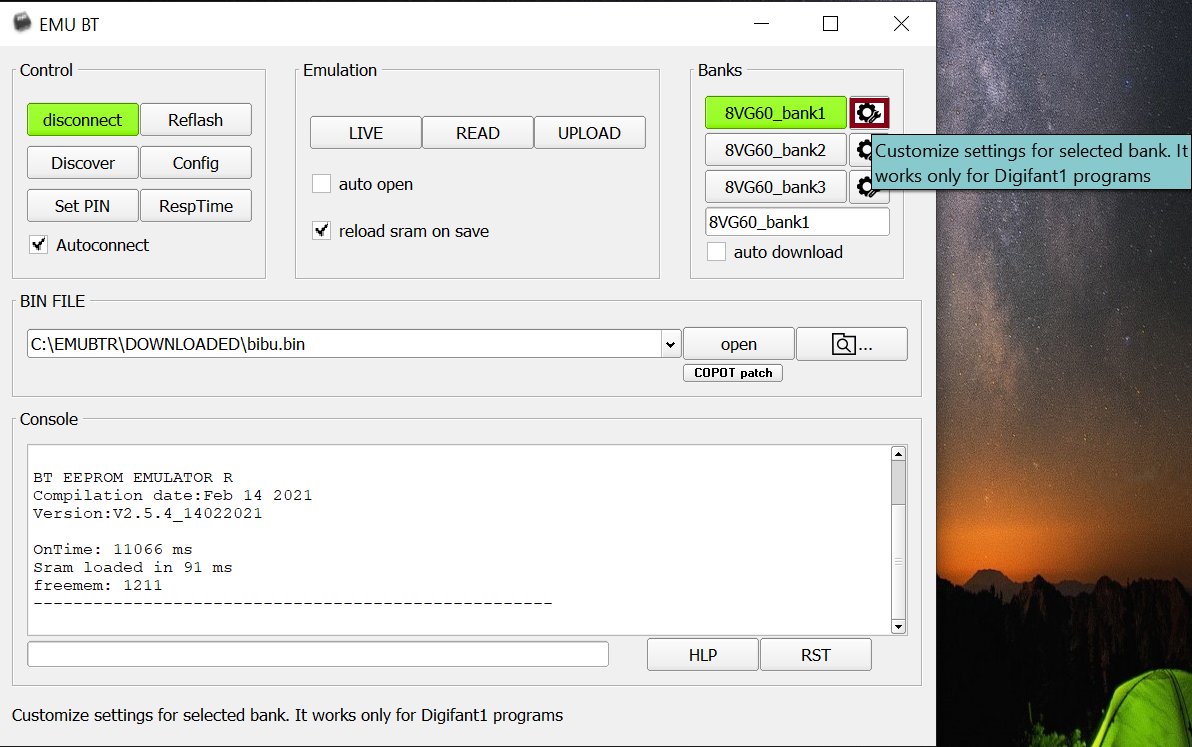 EMU BT
Control
disconnect
Reflash
Discover
Config
Set PIN
RespTime
Autoconnect
Emulation
LIVE
READ
UPLOAD
auto open
reload sram on save
Banks
8VG60_bank1
8VG60_bank2
8VG60_bank3
8VG60_bank1
auto download
Customize settings for selected bank. It
works only for Digifant1 programs
BIN FILE
C:\EMUBTR\DOWNLOADED\bibu.bin
open
...
COPOT patch
Console
BT EEPROM EMULATOR R
Compilation date:Feb 14 2021
Version:V2.5.4_14022021
OnTime: 11066 ms
Sram loaded in 91 ms
freemem: 1211
----------------------------------------------------
HLP
RST
Customize settings for selected bank. It works only for Digifant1 programs